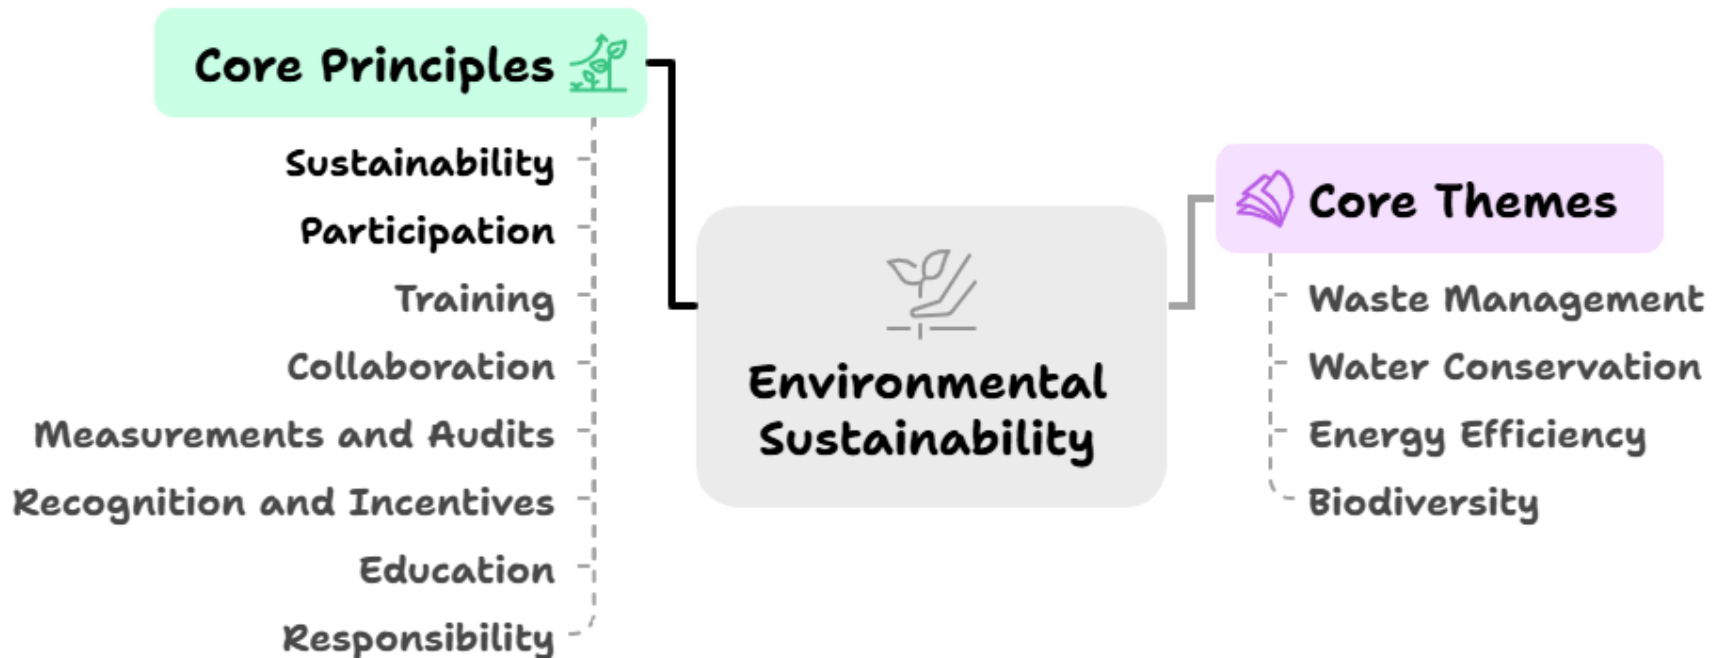 Core Principles
Sustainability
Participation
Training
Collaboration
Measurements and Audits
Recognition and Incentives
Education
Responsibility
Environmental
Sustainability
Core Themes
Waste Management
Water Conservation
Energy Efficiency
Biodiversity